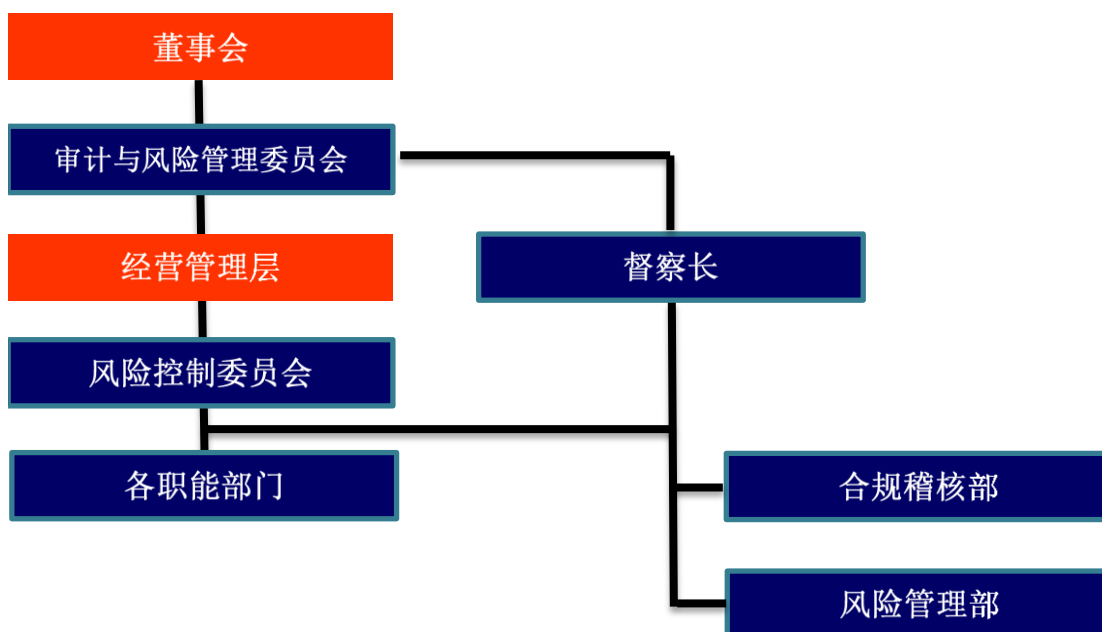 董事会
审计与风险管理委员会
经营管理层
督察长
风险控制委员会
各职能部门
合规稽核部
风险管理部